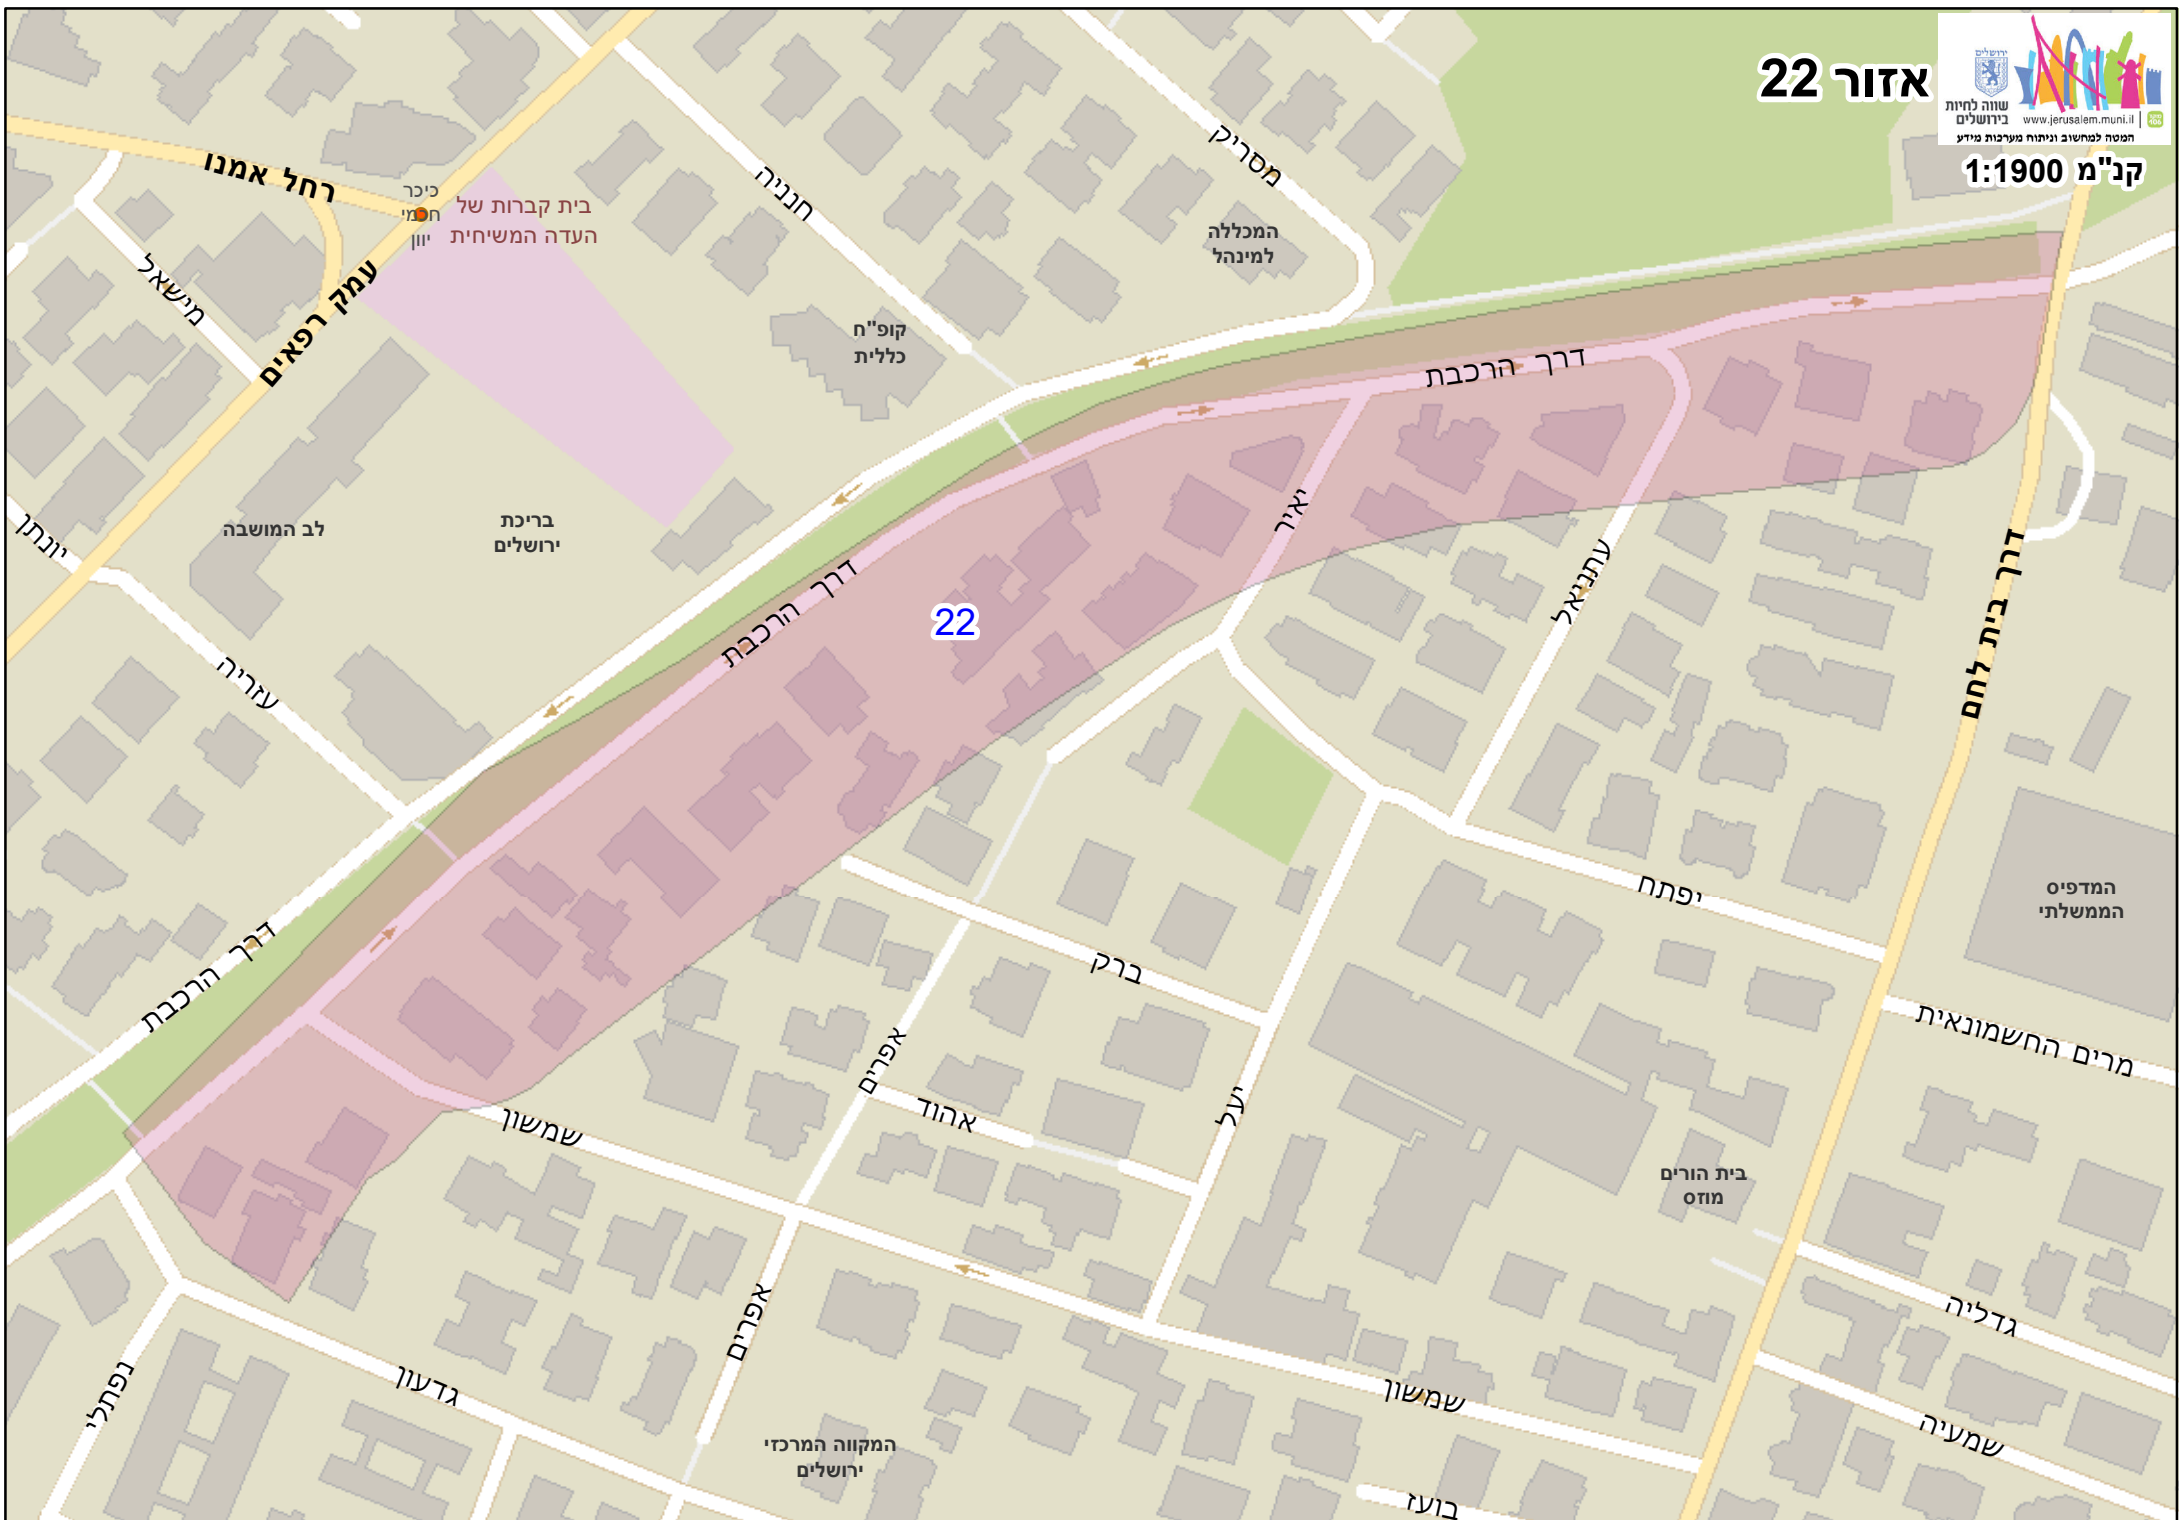 אזור 22
ירושלים
שווה לחיות
בירושלים
www.jerusalem.muni.il
106
המטה למחשוב וניתוח מערכות מידע
קנ"מ 1:1900
מסריק
חנניה
רחל אמנו
כיכר
חכמי
יוון
בית קברות של
העדה המשיחית
המכללה
למינהל
מישאל
עמק רפאים
קופ"ח
כללית
דרך הרכבת
יאיר
יונתן
לב המושבה
בריכת
ירושלים
עתניאל
דרך בית לחם
דרך הרכבת
22
עזריה
יפתח
המדפיס
הממשלתי
דרך הרכבת
ברק
מרים החשמונאית
אפרים
אהוד
יעל
שמשון
בית הורים
מוזס
אפרים
גדליה
נפתלי
גדעון
שמשון
שמעיה
המקווה המרכזי
ירושלים
בועז